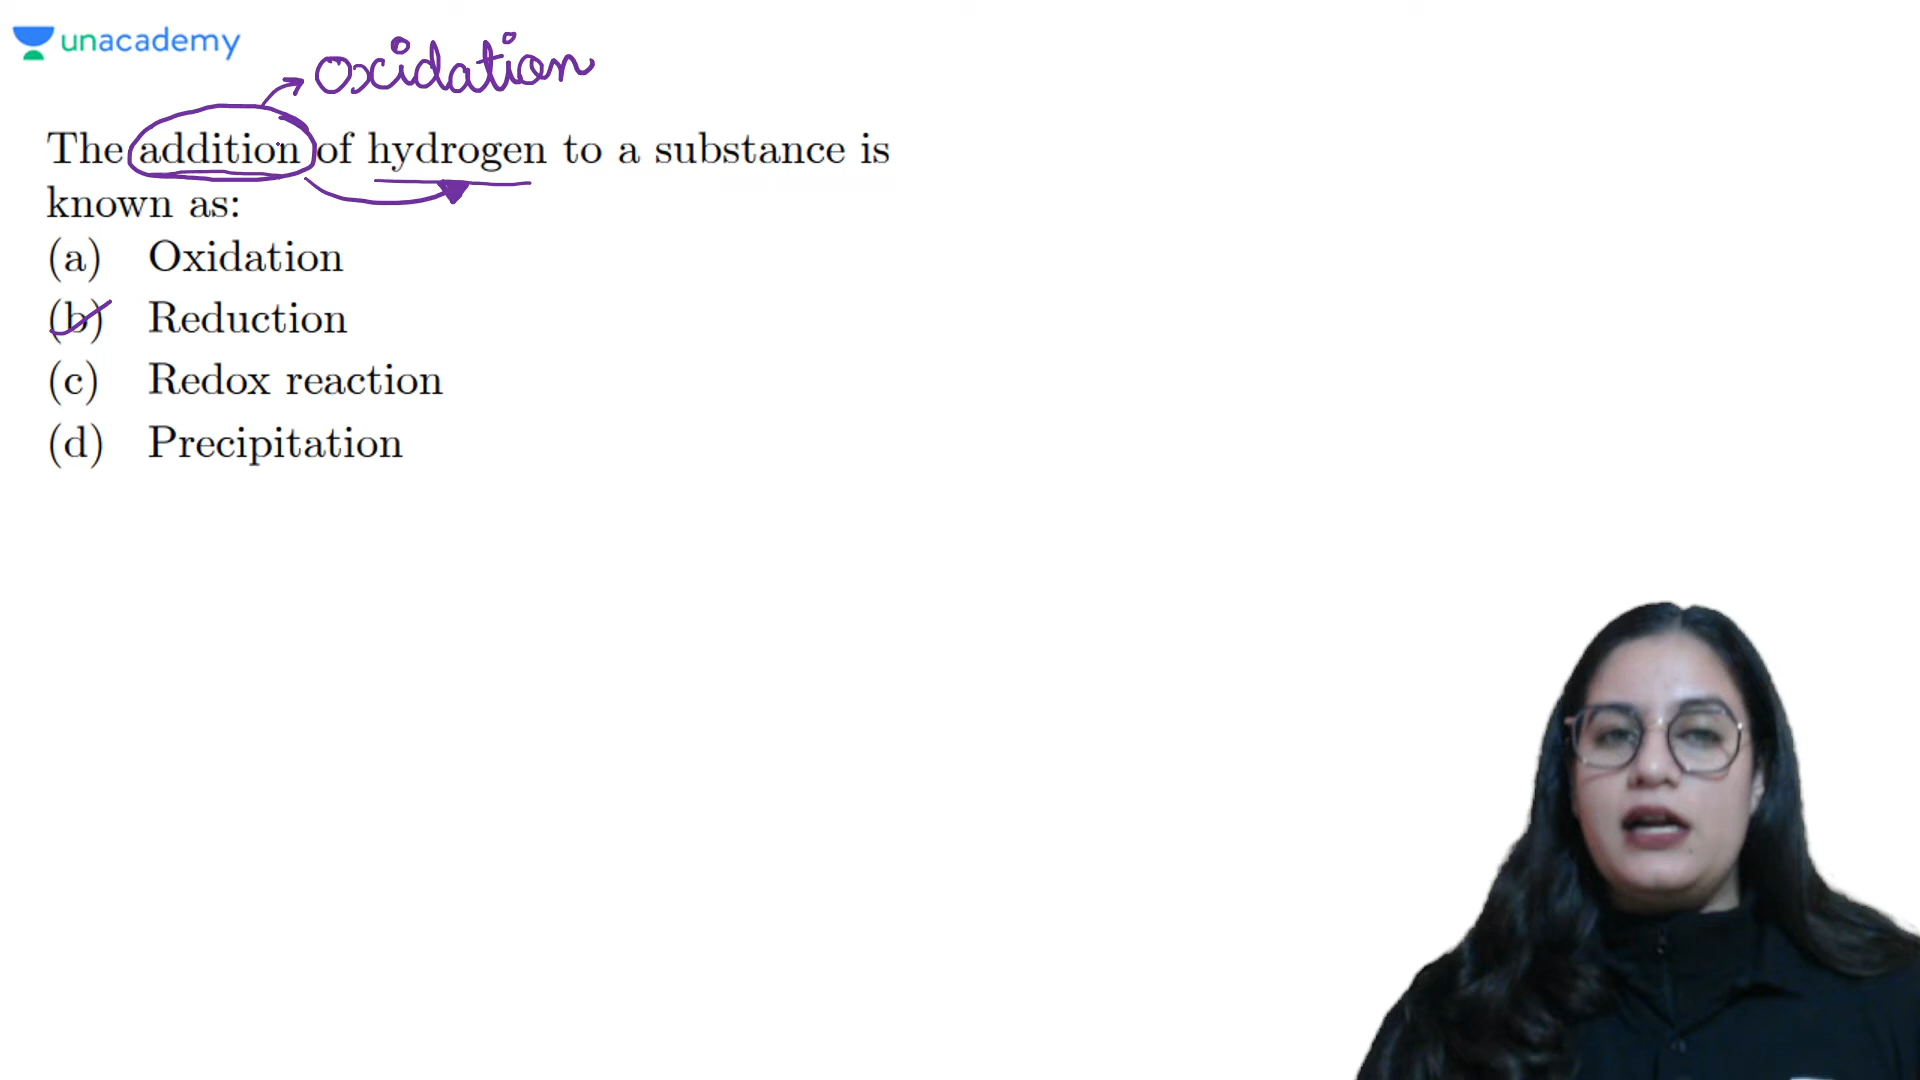 unacademy
Oxidation
The addition of hydrogen to a substance is
known as:
(a) Oxidation
(b) Reduction
(c) Redox reaction
(d) Precipitation